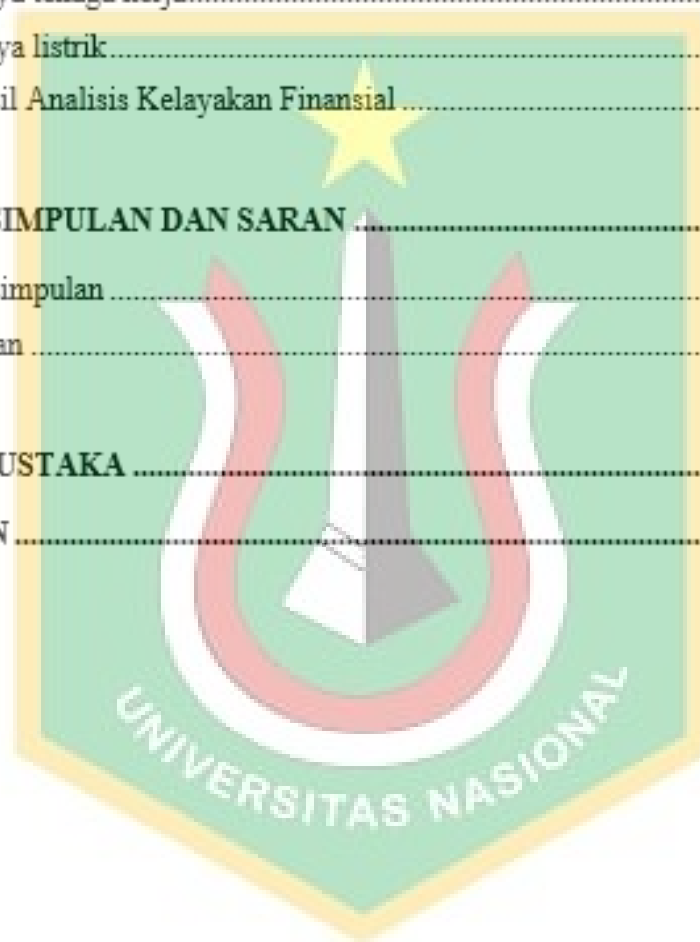 ya listrik
il Analisis Kelayakan Finansial
SIMPULAN DAN SARAN
impulan
an
USTAKA
N
UNIVERSITAS NASIONAL